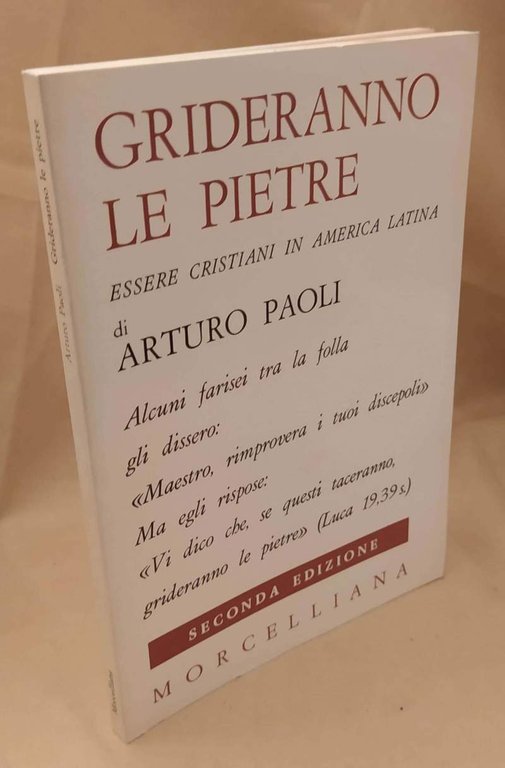 GRIDERANNO
LE PIETRE
ESSERE CRISTIANI IN AMERICA LATINA
di
ARTURO PAOLI
Alcuni farisei tra la folla
gli dissero:
«Maestro, rimprovera i tuoi discepoli»
Ma egli rispose:
«Vi dico che, se questi taceranno,
grideranno le pietre» (Luca 19,39s.)
SECONDA EDIZIONE
MORCELLIANA
Arturo Paoli Grideranno le pietre
Morcelliana